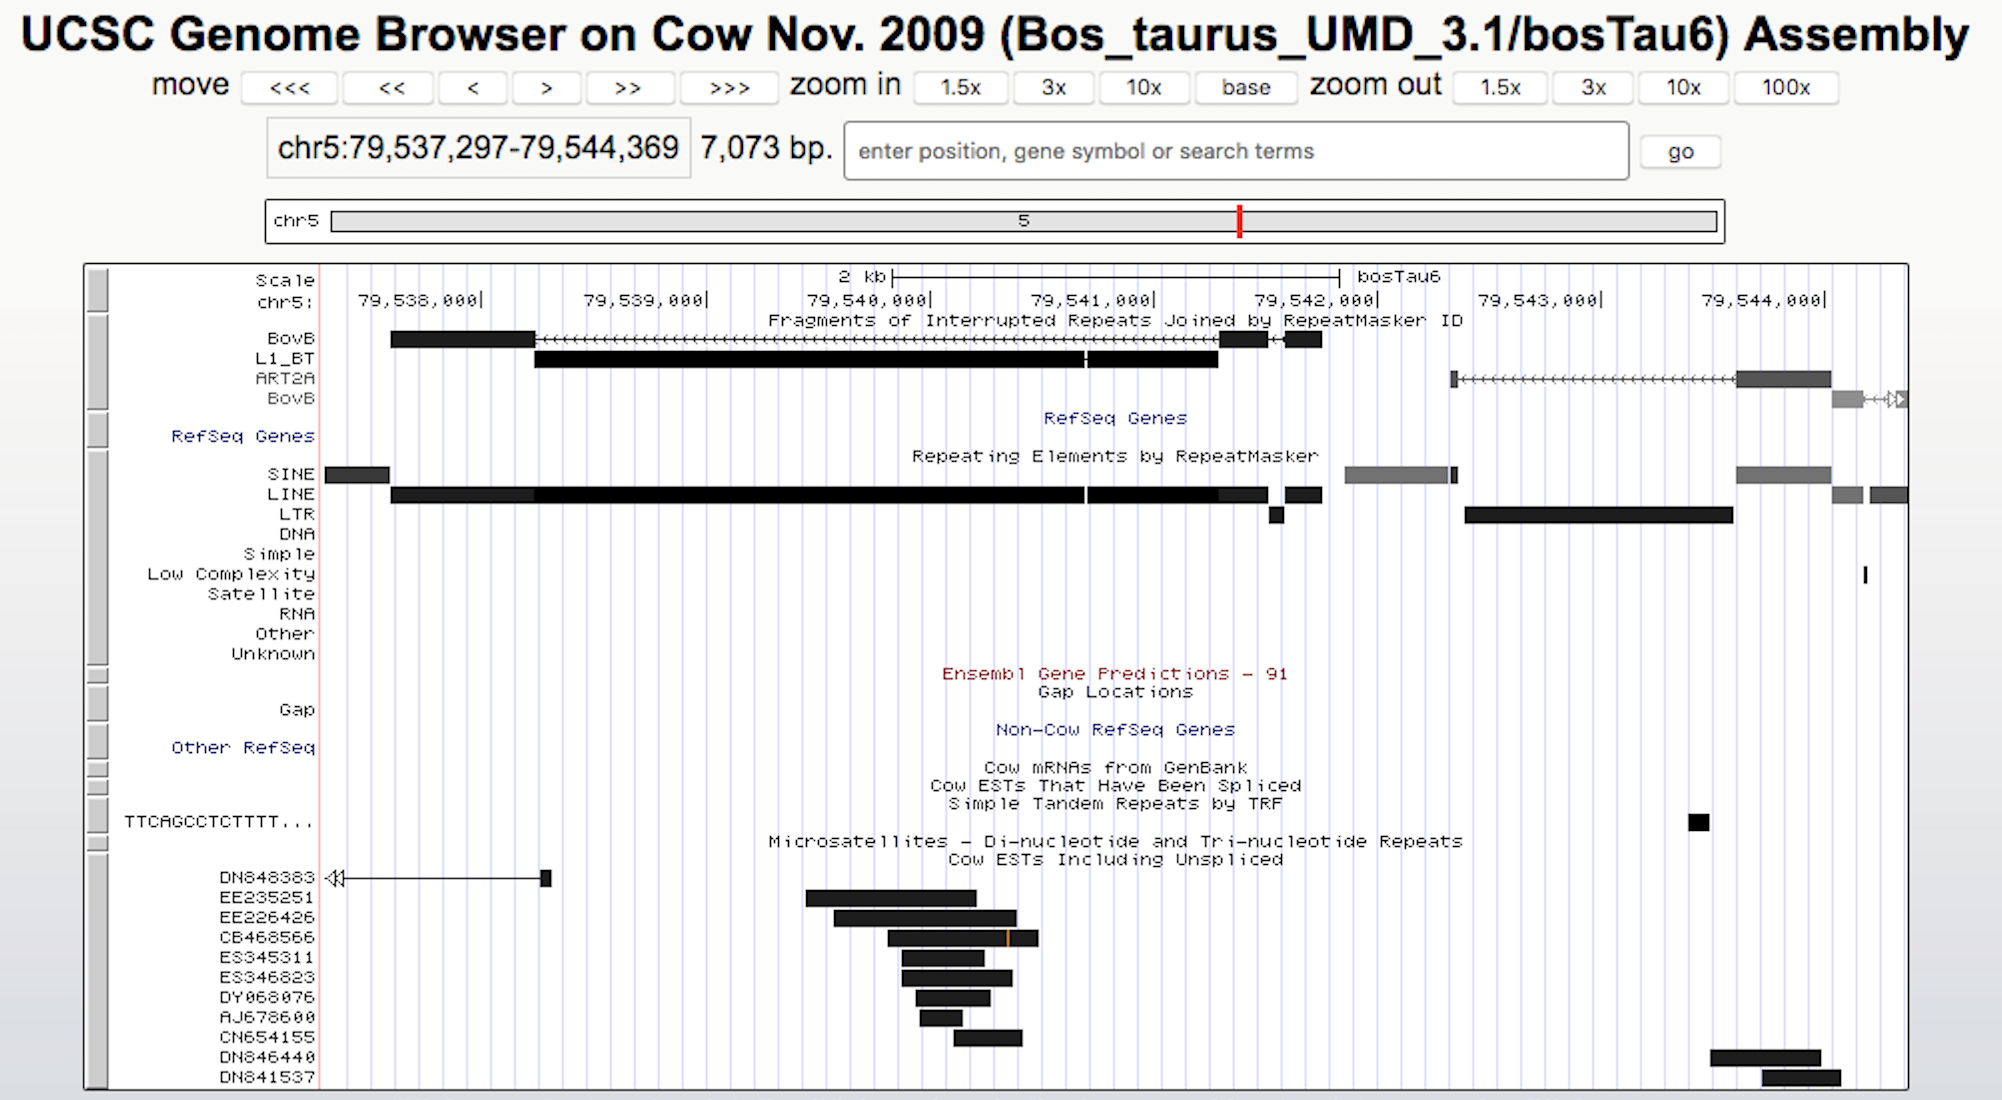 UCSC Genome Browser on Cow Nov. 2009 (Bos_taurus_UMD_3.1/bosTau6) Assembly
move <<< << < > >> >>> zoom in 1.5x 3x 10x base zoom out 1.5x 3x 10x 100x
chr5:79,537,297-79,544,369 7,073 bp. enter position, gene symbol or search terms go
chr5 5
Scale 2 kb bosTau6
chr5: 79,538,000 79,539,000 79,540,000 79,541,000 79,542,000 79,543,000 79,544,000
Fragments of Interrupted Repeats Joined by RepeatMasker ID
BovB
L1_BT
ART2A
BovB
RefSeq Genes
RefSeq Genes
Repeating Elements by RepeatMasker
SINE
LINE
LTR
DNA
Simple
Low Complexity
Satellite
RNA
Other
Unknown
Ensembl Gene Predictions - 91
Gap Locations
Gap
Non-Cow RefSeq Genes
Other RefSeq
Cow mRNAs from GenBank
Cow ESTs That Have Been Spliced
Simple Tandem Repeats by TRF
TTCAGCCTCTTTT...
Microsatellites - Di-nucleotide and Tri-nucleotide Repeats
Cow ESTs Including Unspliced
DN848383
EE235251
EE226426
CB468566
ES345311
ES346823
DY068076
AJ678600
CN654155
DN846440
DN841537